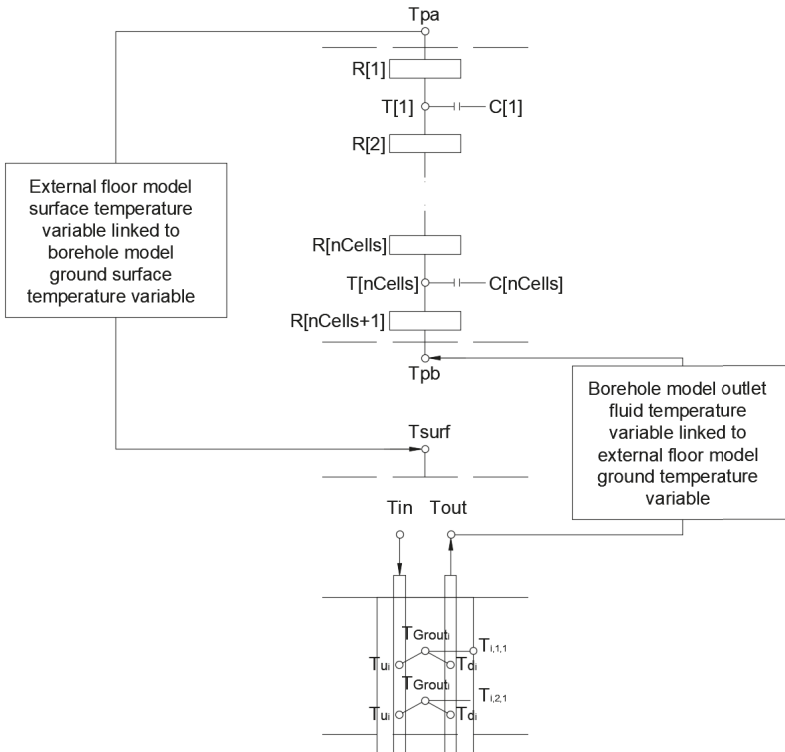 Tpa
R[1]
T[1]
C[1]
R[2]
External floor model
surface temperature
variable linked to
borehole model
ground surface
temperature variable
R[nCells]
T[nCells]
C[nCells]
R[nCells+1]
Tpb
Borehole model outlet
fluid temperature
variable linked to
external floor model
ground temperature
variable
Tsurf
Tin
Tout
TGrouti
Ti,1,1
Tui
Tdi
TGrouti
Ti,2,1
Tui
Tdi